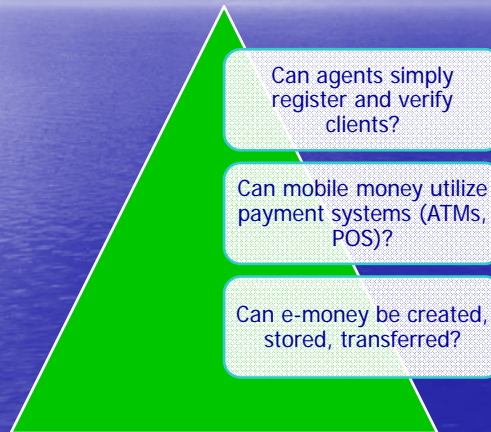 Can agents simply
register and verify
clients?
Can mobile money utilize
payment systems (ATMs,
POS)?
Can e-money be created,
stored, transferred?